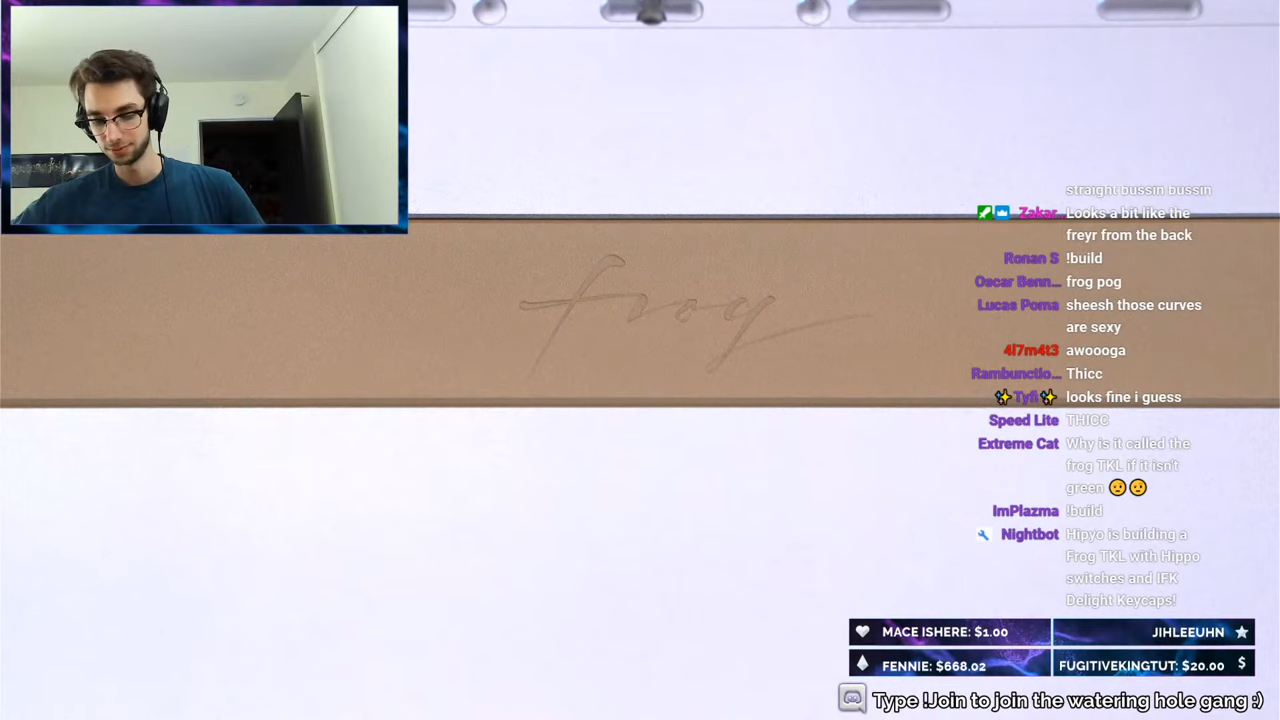 straight bussin bussin
Zakar... Looks a bit like the
freyr from the back
Ronan S !build
Oscar Benn... frog pog
Lucas Poma sheesh those curves
are sexy
4l7m4t3 awoooga
Rambunctio... Thicc
✨Tyfi✨ looks fine i guess
Speed Lite THICC
Extreme Cat Why is it called the
frog TKL if it isn't
green 😟😟
ImPlazma !build
Nightbot Hipyo is building a
Frog TKL with Hippo
switches and IFK
Delight Keycaps!
frog
MACE ISHERE: $1.00
JIHLEEUHN
FENNIE: $668.02
FUGITIVEKINGTUT: $20.00 $
Type !Join to join the watering hole gang :)